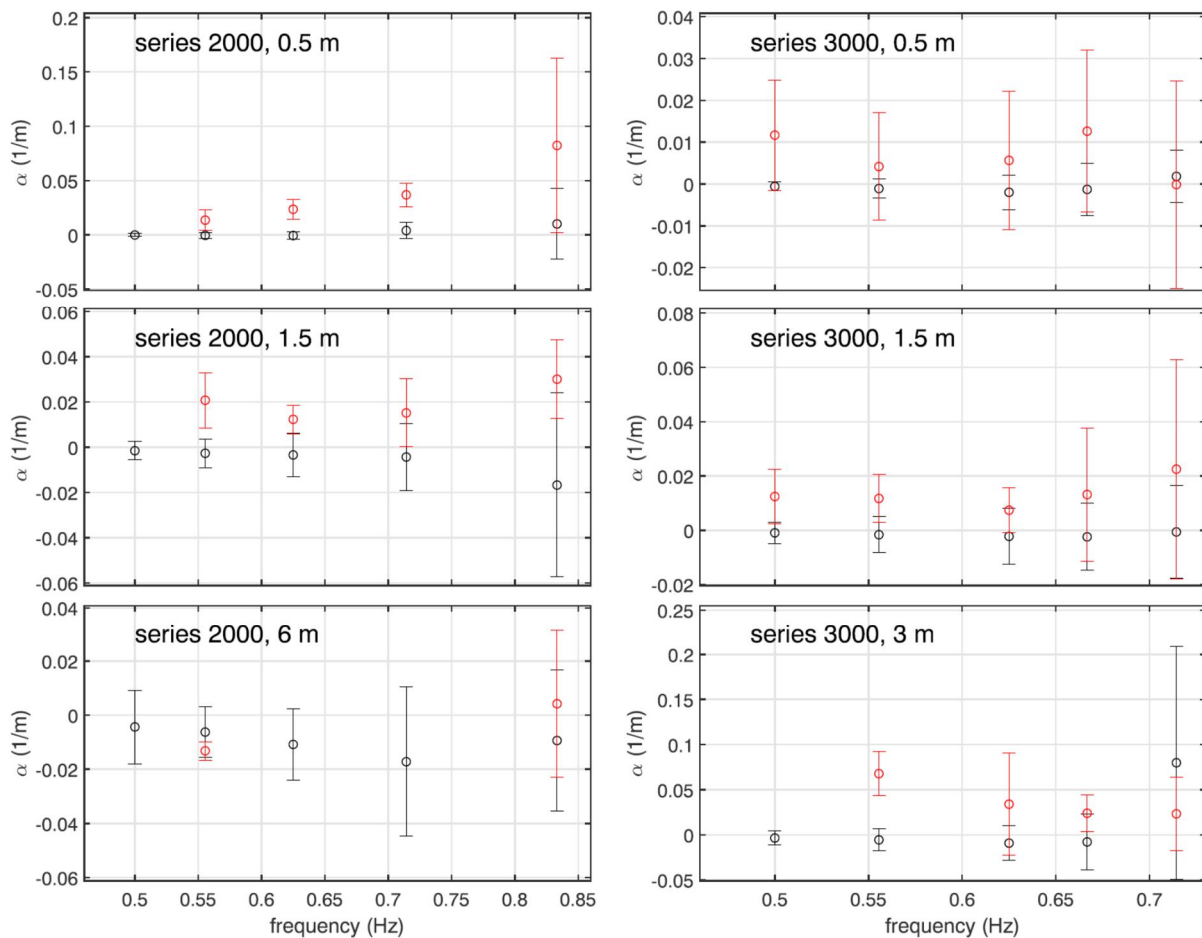 series 2000, 0.5 m
0.2
0.15
0.1
0.05
0
-0.05
α (1/m)
series 3000, 0.5 m
0.04
0.03
0.02
0.01
0
-0.01
-0.02
α (1/m)
series 2000, 1.5 m
0.06
0.04
0.02
0
-0.02
-0.04
-0.06
α (1/m)
series 3000, 1.5 m
0.08
0.06
0.04
0.02
0
-0.02
α (1/m)
series 2000, 6 m
0.04
0.02
0
-0.02
-0.04
-0.06
α (1/m)
0.5 0.55 0.6 0.65 0.7 0.75 0.8 0.85
frequency (Hz)
series 3000, 3 m
0.25
0.2
0.15
0.1
0.05
0
-0.05
α (1/m)
0.5 0.55 0.6 0.65 0.7
frequency (Hz)